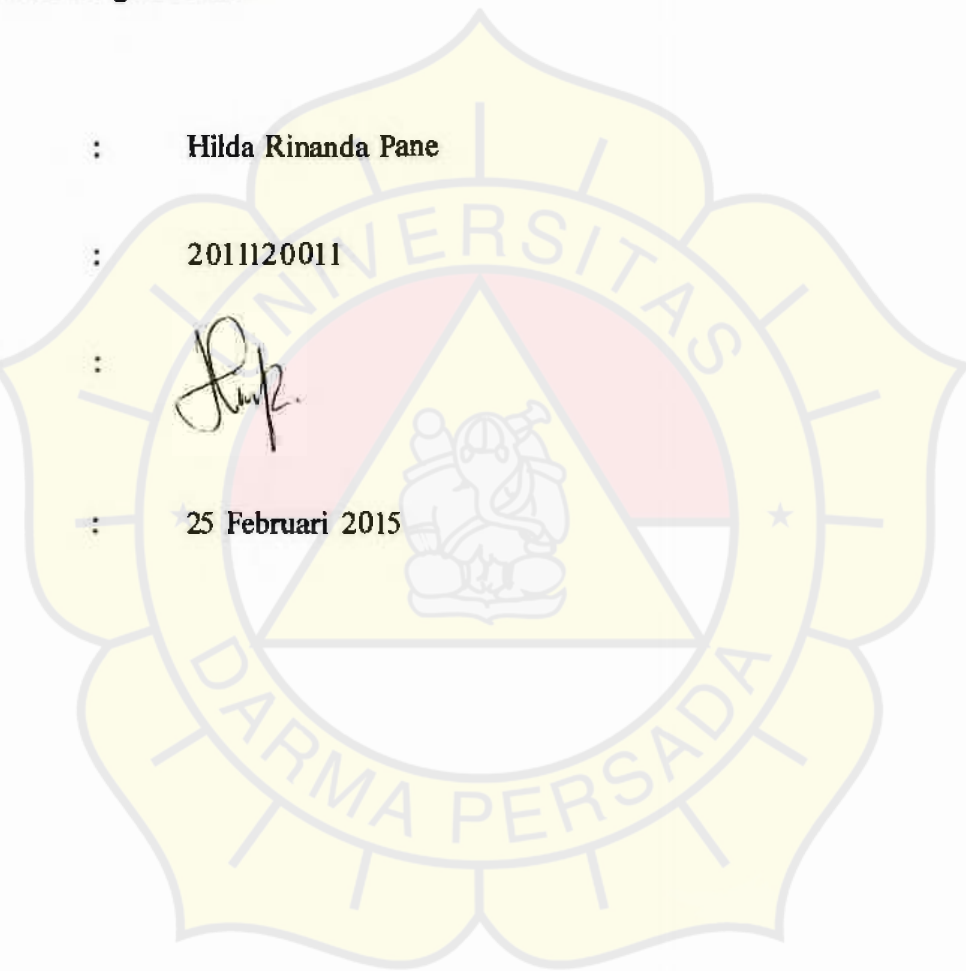 : Hilda Rinanda Pane
: 2011120011
:
: 25 Februari 2015
UNIVERSITAS
DARMA PERSADA